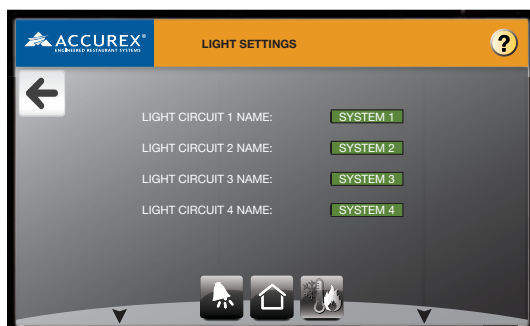 ACCUREX®
ENGINEERED RESTAURANT SYSTEMS
LIGHT SETTINGS
?
LIGHT CIRCUIT 1 NAME: SYSTEM 1
LIGHT CIRCUIT 2 NAME: SYSTEM 2
LIGHT CIRCUIT 3 NAME: SYSTEM 3
LIGHT CIRCUIT 4 NAME: SYSTEM 4